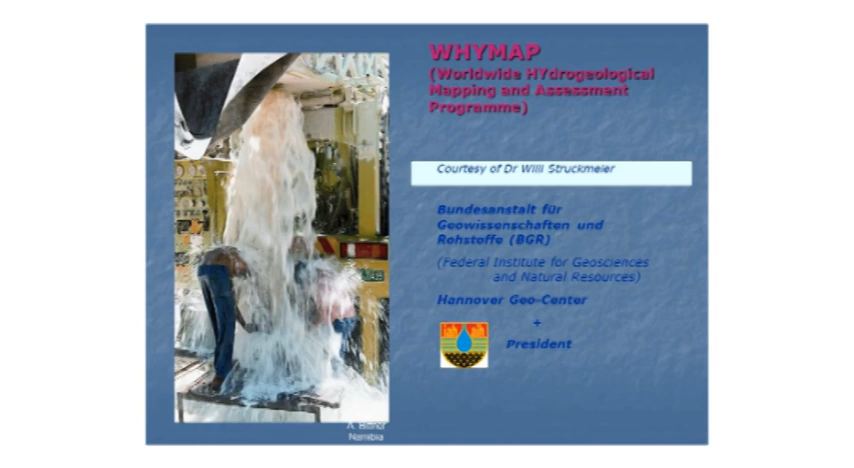 WHYMAP
(Worldwide HYdrogeological
Mapping and Assessment
Programme)
Courtesy of Dr Willi Struckmeier
Bundesanstalt für
Geowissenschaften und
Rohstoffe (BGR)
(Federal Institute for Geosciences
and Natural Resources)
Hannover Geo-Center
+
President
A. Bittner
Namibia